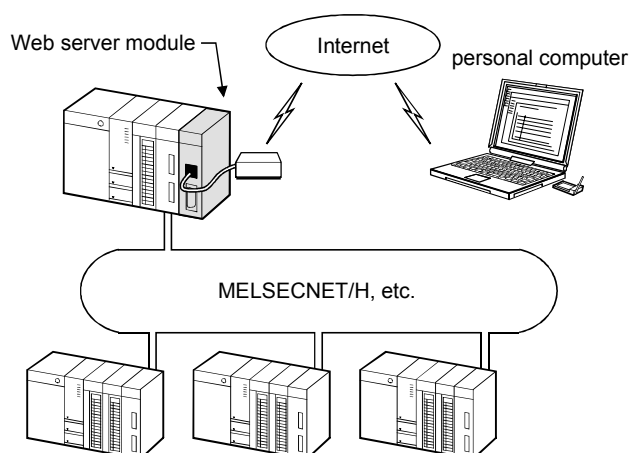 Web server module
Internet
personal computer
MELSECNET/H, etc.